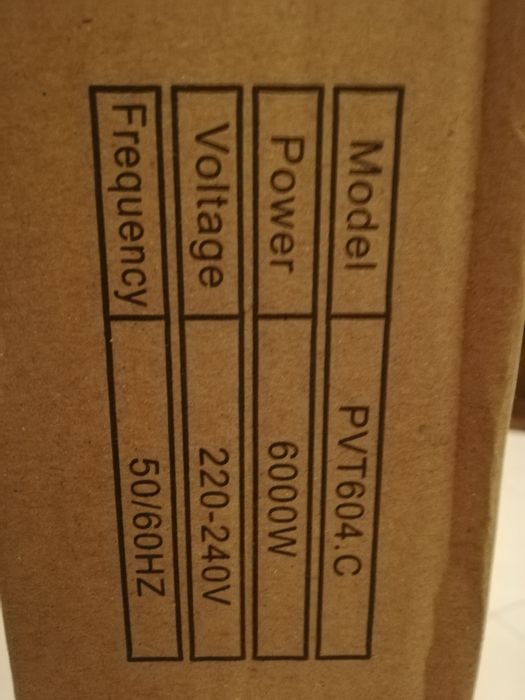 Model PVT604.C
Power 6000W
Voltage 220-240V
Frequency 50/60HZ